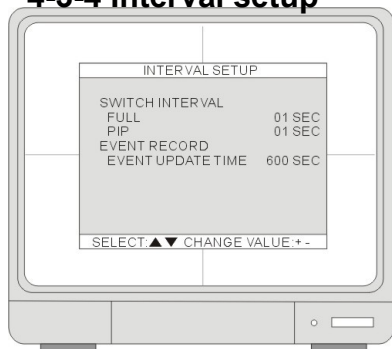 4-3-4 Interval setup
INTERVAL SETUP
SWITCH INTERVAL
FULL 01 SEC
PIP 01 SEC
EVENT RECORD
EVENT UPDATE TIME 600 SEC
SELECT:▲▼ CHANGE VALUE:+ -